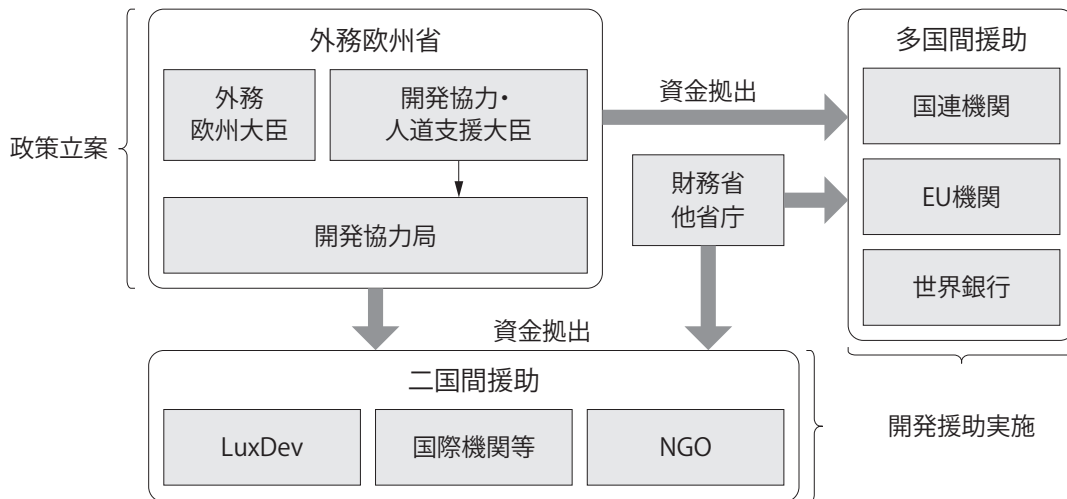 外務欧州省
外務
欧州大臣
開発協力・
人道支援大臣
開発協力局
政策立案
資金拠出
財務省
他省庁
多国間援助
国連機関
EU機関
世界銀行
資金拠出
二国間援助
LuxDev
国際機関等
NGO
開発援助実施